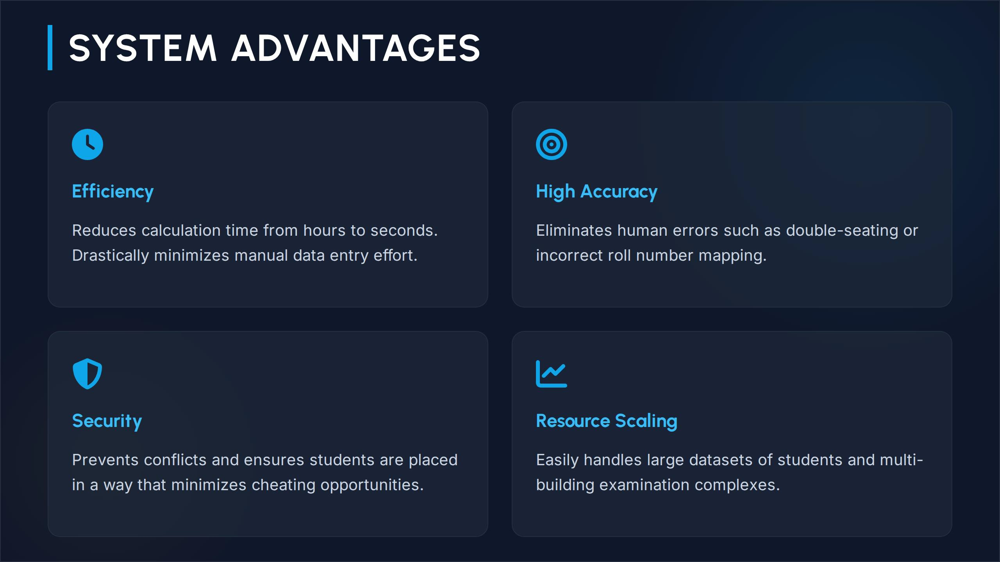 SYSTEM ADVANTAGES
Efficiency
Reduces calculation time from hours to seconds.
Drastically minimizes manual data entry effort.
High Accuracy
Eliminates human errors such as double-seating or
incorrect roll number mapping.
Security
Prevents conflicts and ensures students are placed
in a way that minimizes cheating opportunities.
Resource Scaling
Easily handles large datasets of students and multi-
building examination complexes.